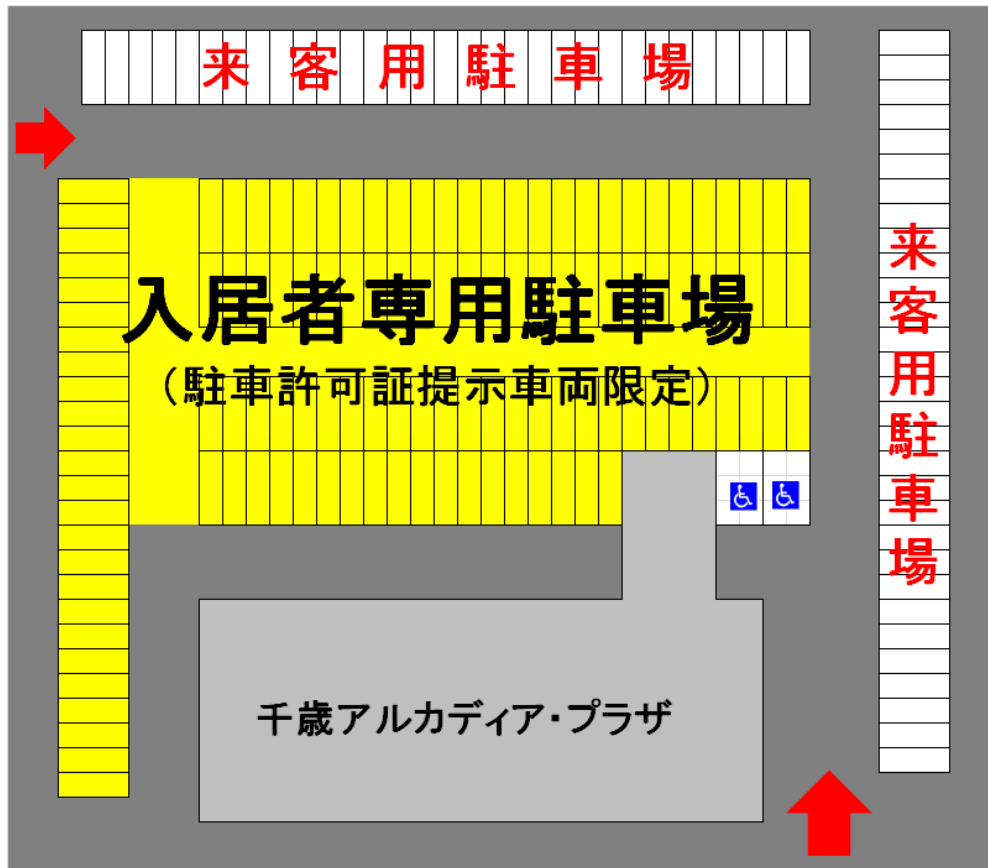 来客用駐車場
入居者専用駐車場
（駐車許可証提示車両限定）
来客用駐車場
千歳アルカディア・プラザ